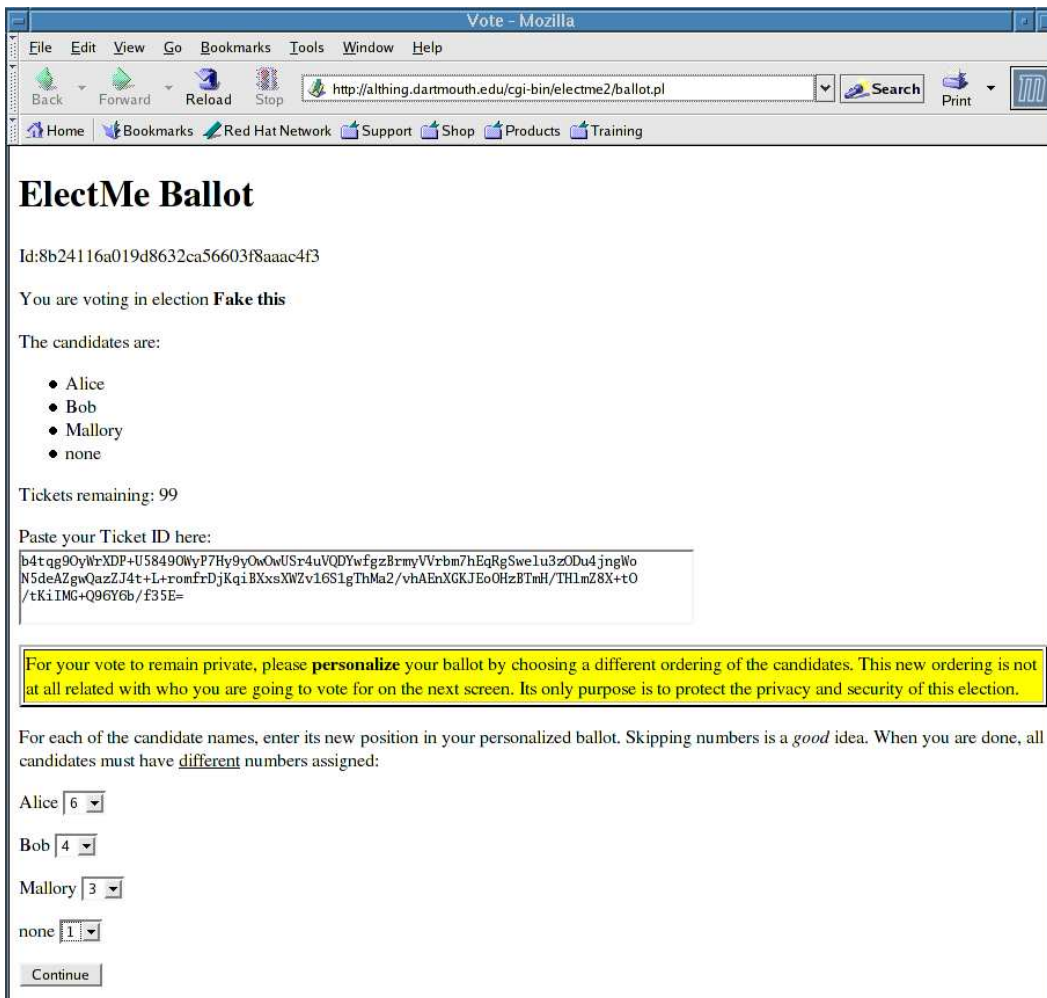 Vote - Mozilla
File Edit View Go Bookmarks Tools Window Help
Back Forward Reload Stop http://althing.dartmouth.edu/cgi-bin/electme2/ballot.pl Search Print
Home Bookmarks Red Hat Network Support Shop Products Training
ElectMe Ballot
Id:8b24116a019d8632ca56603f8aaac4f3
You are voting in election Fake this
The candidates are:
Alice
Bob
Mallory
none
Tickets remaining: 99
Paste your Ticket ID here:
b4tqg9OyWrXDP+U5849OWyP7Hy9yOwOwUSr4uVQDYwfgzBrmyVVrbm7hEqRgSwelu3zODu4jngWo
N5deAZgwQazZJ4t+L+romfrDjKqiBXxsXWZv16S1gThMa2/vhAEnXGKJEoOHzBTmH/THlmZ8X+tO
/tKiIMG+Q96Y6b/f35E=
For your vote to remain private, please personalize your ballot by choosing a different ordering of the candidates. This new ordering is not
at all related with who you are going to vote for on the next screen. Its only purpose is to protect the privacy and security of this election.
For each of the candidate names, enter its new position in your personalized ballot. Skipping numbers is a good idea. When you are done, all
candidates must have different numbers assigned:
Alice 6
Bob 4
Mallory 3
none 1
Continue